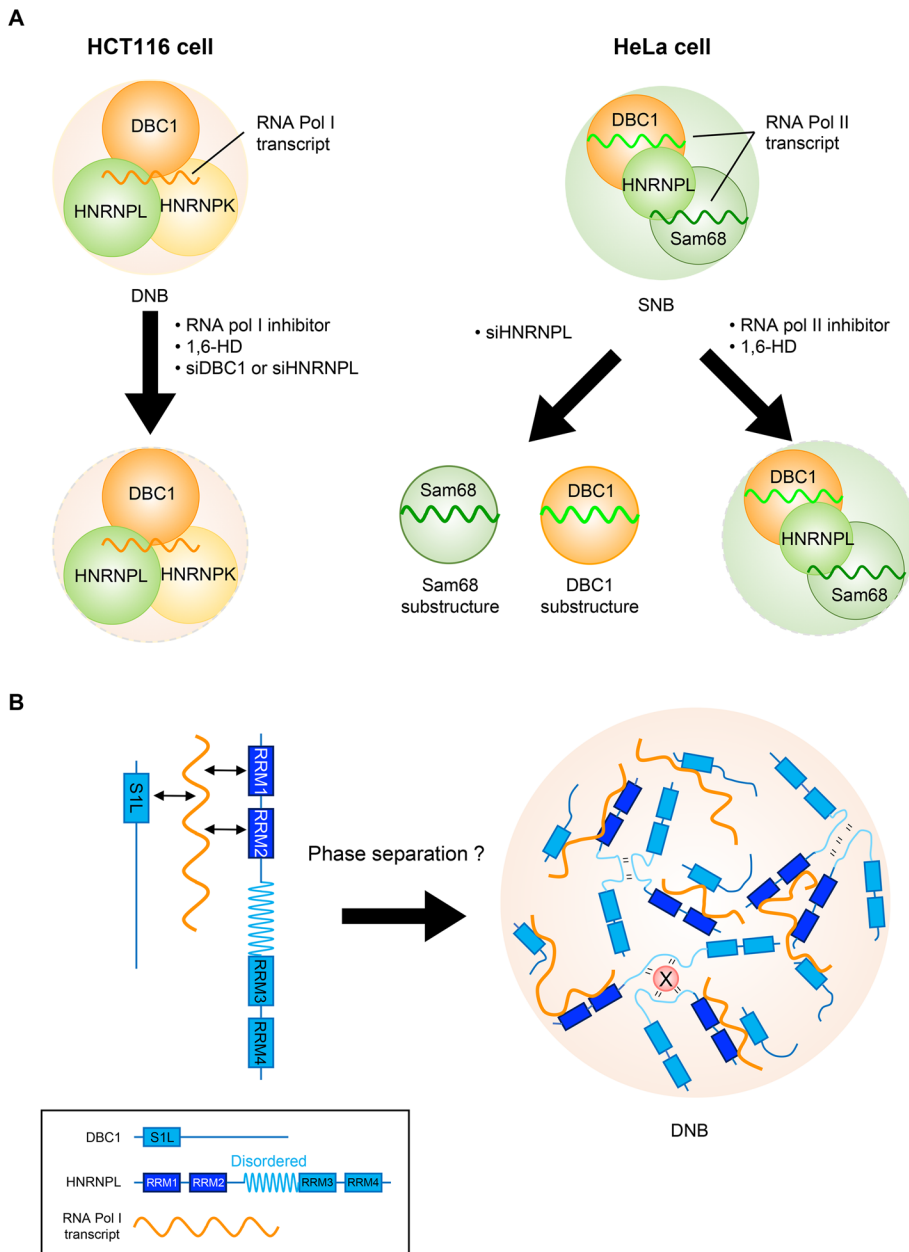 A
HCT116 cell
HeLa cell
DBC1
RNA Pol I
transcript
HNRNPL
HNRNPK
DNB
DBC1
RNA Pol II
transcript
HNRNPL
Sam68
SNB
• RNA pol I inhibitor
• 1,6-HD
• siDBC1 or siHNRNPL
• siHNRNPL
• RNA pol II inhibitor
• 1,6-HD
DBC1
HNRNPL
HNRNPK
Sam68
Sam68
substructure
DBC1
DBC1
substructure
DBC1
HNRNPL
Sam68
B
S1L
RRM1
RRM2
RRM3
RRM4
Phase separation ?
X
DNB
DBC1
S1L
Disordered
HNRNPL
RRM1
RRM2
RRM3
RRM4
RNA Pol I
transcript